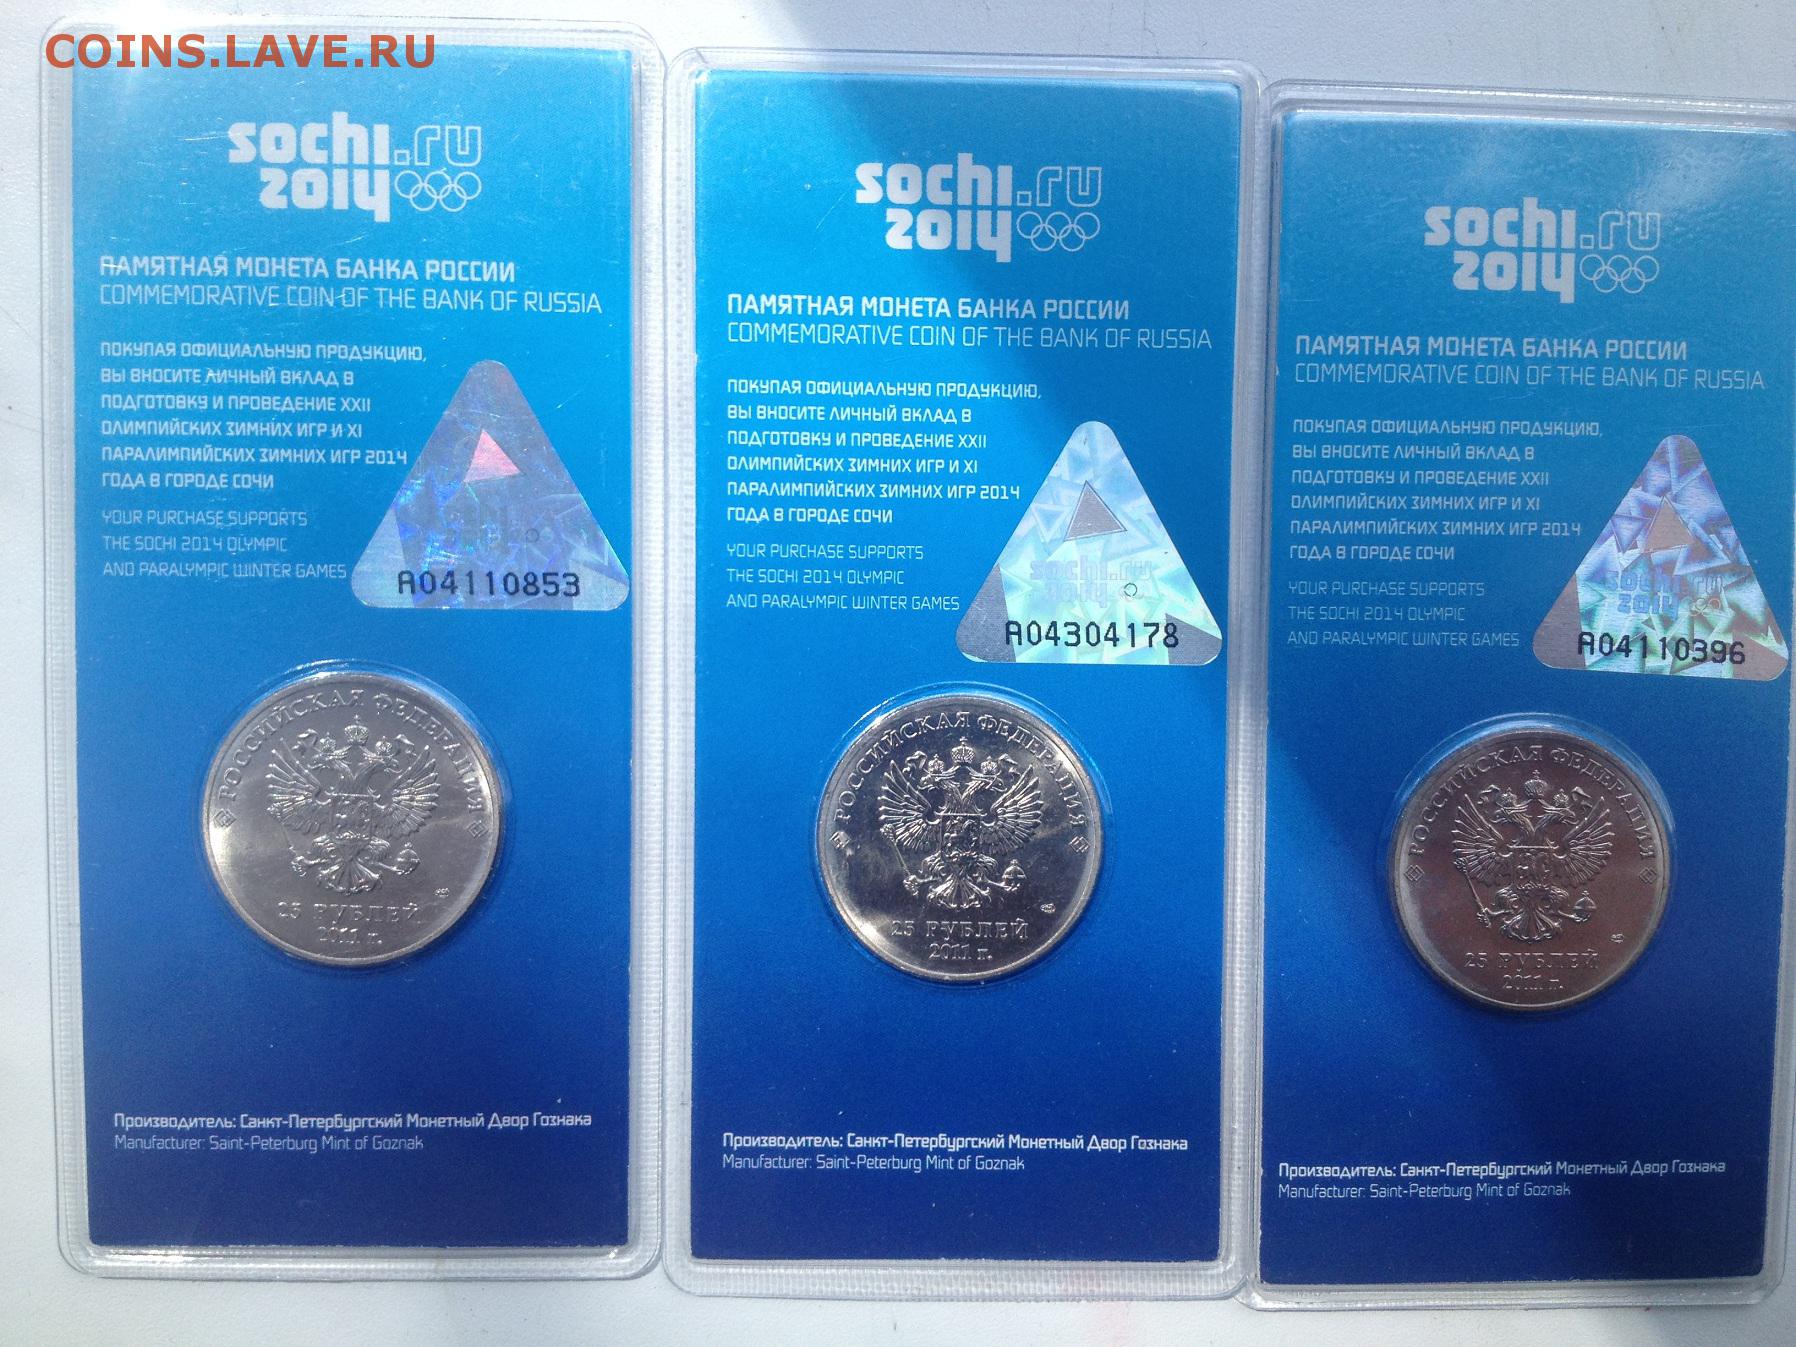 COINS.LAVE.RU
sochi.ru
2014
ПАМЯТНАЯ МОНЕТА БАНКА РОССИИ
COMMEMORATIVE COIN OF THE BANK OF RUSSIA
ПОКУПАЯ ОФИЦИАЛЬНУЮ ПРОДУКЦИЮ,
ВЫ ВНОСИТЕ ЛИЧНЫЙ ВКЛАД В
ПОДГОТОВКУ И ПРОВЕДЕНИЕ XXII
ОЛИМПИЙСКИХ ЗИМНИХ ИГР И XI
ПАРАЛИМПИЙСКИХ ЗИМНИХ ИГР 2014
ГОДА В ГОРОДЕ СОЧИ
YOUR PURCHASE SUPPORTS
THE SOCHI 2014 OLYMPIC
AND PARALYMPIC WINTER GAMES
A04110853
РОССИЙСКАЯ ФЕДЕРАЦИЯ
25 РУБЛЕЙ
2011 г.
Производитель: Санкт-Петербургский Монетный Двор Гознака
Manufacturer: Saint-Peterburg Mint of Goznak
sochi.ru
2014
ПАМЯТНАЯ МОНЕТА БАНКА РОССИИ
COMMEMORATIVE COIN OF THE BANK OF RUSSIA
ПОКУПАЯ ОФИЦИАЛЬНУЮ ПРОДУКЦИЮ,
ВЫ ВНОСИТЕ ЛИЧНЫЙ ВКЛАД В
ПОДГОТОВКУ И ПРОВЕДЕНИЕ XXII
ОЛИМПИЙСКИХ ЗИМНИХ ИГР И XI
ПАРАЛИМПИЙСКИХ ЗИМНИХ ИГР 2014
ГОДА В ГОРОДЕ СОЧИ
YOUR PURCHASE SUPPORTS
THE SOCHI 2014 OLYMPIC
AND PARALYMPIC WINTER GAMES
sochi.ru
2014
A04304178
РОССИЙСКАЯ ФЕДЕРАЦИЯ
25 РУБЛЕЙ
2011 г.
Производитель: Санкт-Петербургский Монетный Двор Гознака
Manufacturer: Saint-Peterburg Mint of Goznak
sochi.ru
2014
ПАМЯТНАЯ МОНЕТА БАНКА РОССИИ
COMMEMORATIVE COIN OF THE BANK OF RUSSIA
ПОКУПАЯ ОФИЦИАЛЬНУЮ ПРОДУКЦИЮ,
ВЫ ВНОСИТЕ ЛИЧНЫЙ ВКЛАД В
ПОДГОТОВКУ И ПРОВЕДЕНИЕ XXII
ОЛИМПИЙСКИХ ЗИМНИХ ИГР И XI
ПАРАЛИМПИЙСКИХ ЗИМНИХ ИГР 2014
ГОДА В ГОРОДЕ СОЧИ
YOUR PURCHASE SUPPORTS
THE SOCHI 2014 OLYMPIC
AND PARALYMPIC WINTER GAMES
sochi.ru
2014
A04110396
РОССИЙСКАЯ ФЕДЕРАЦИЯ
25 РУБЛЕЙ
2011 г.
Производитель: Санкт-Петербургский Монетный Двор Гознака
Manufacturer: Saint-Peterburg Mint of Goznak